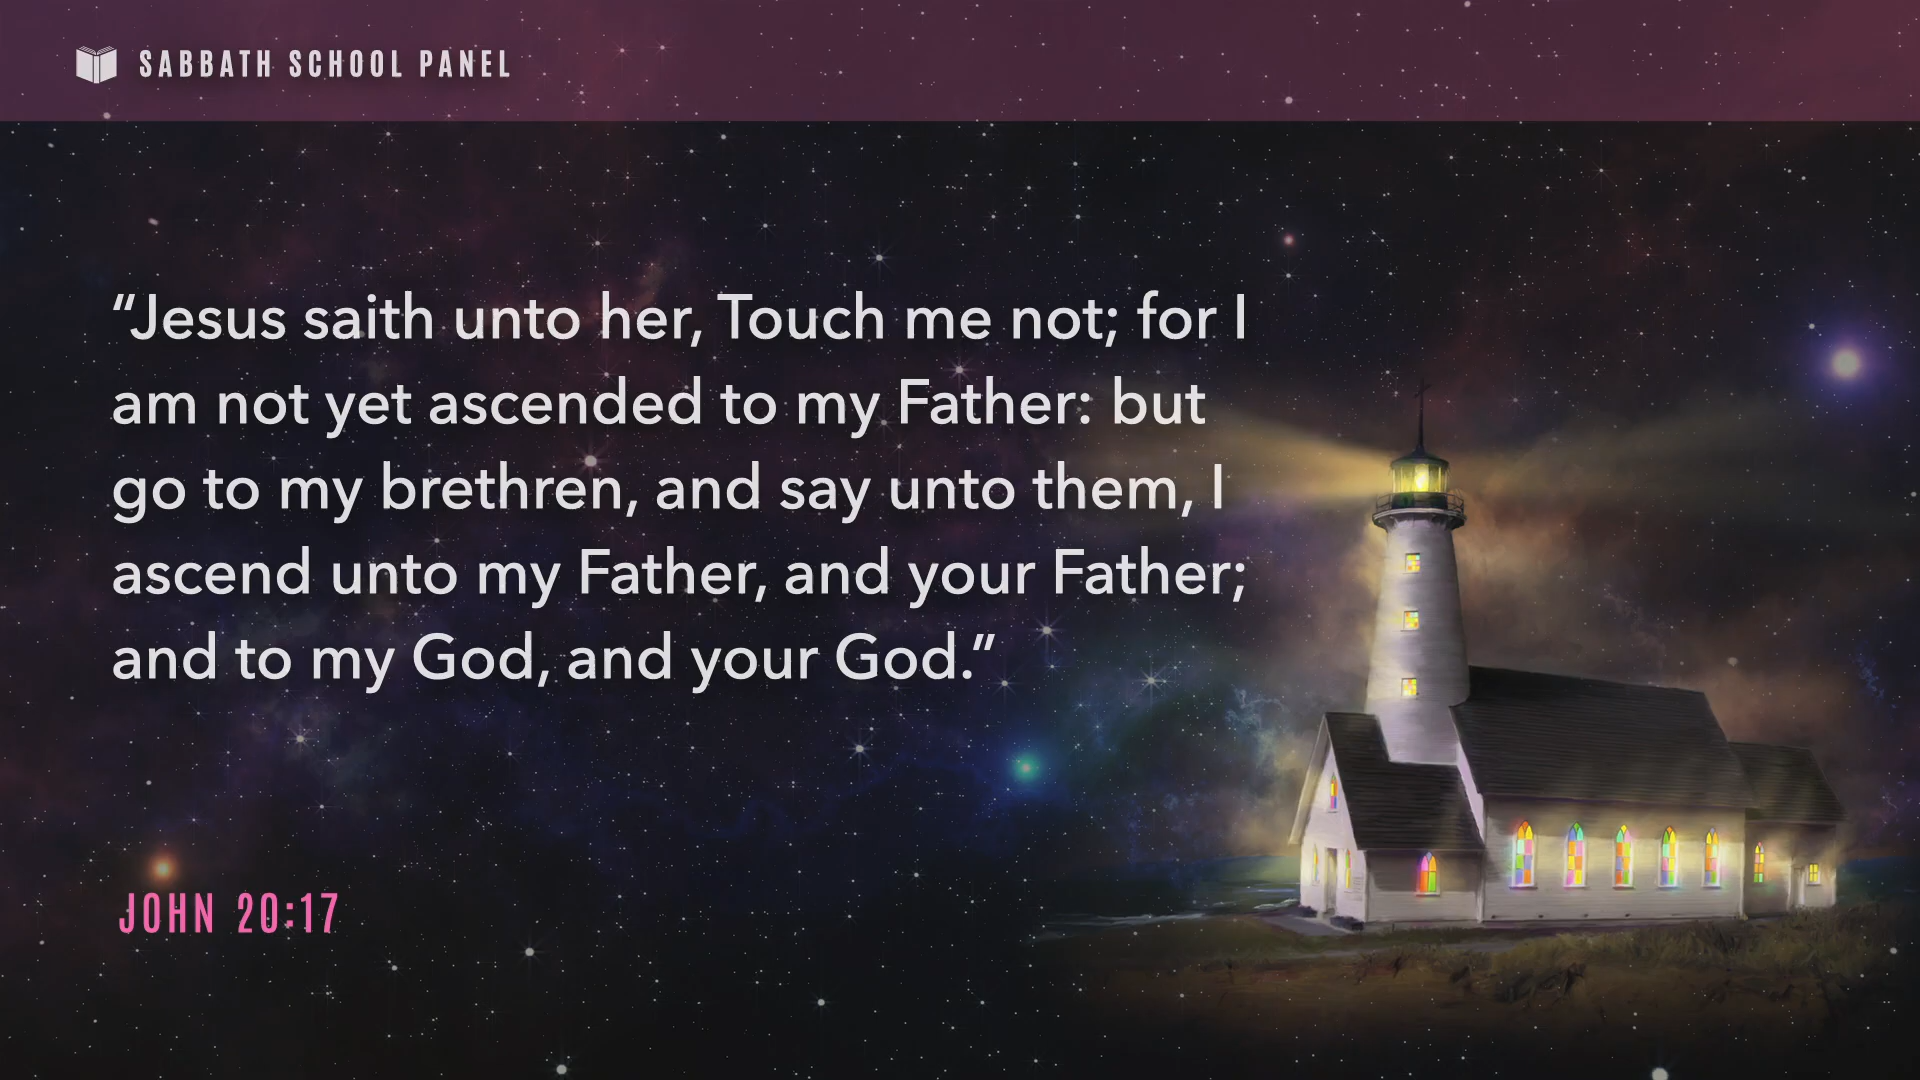 SABBATH SCHOOL PANEL
“Jesus saith unto her, Touch me not; for I
am not yet ascended to my Father: but
go to my brethren, and say unto them, I
ascend unto my Father, and your Father;
and to my God, and your God.”
JOHN 20:17